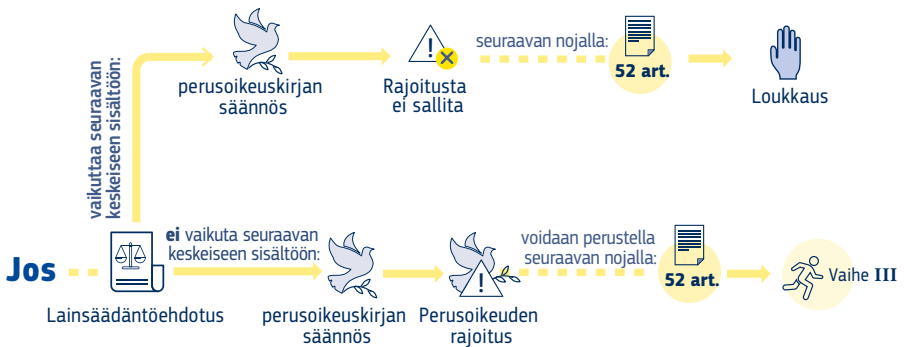 vaikuttaa seuraavan
keskeiseen sisältöön:
perusoikeuskirjan
säännös
Rajoitusta
ei sallita
seuraavan nojalla:
52 art.
Loukkaus
Jos
Lainsäädäntöehdotus
ei vaikuta seuraavan
keskeiseen sisältöön:
perusoikeuskirjan
säännös
Perusoikeuden
rajoitus
voidaan perustella
seuraavan nojalla:
52 art.
Vaihe III